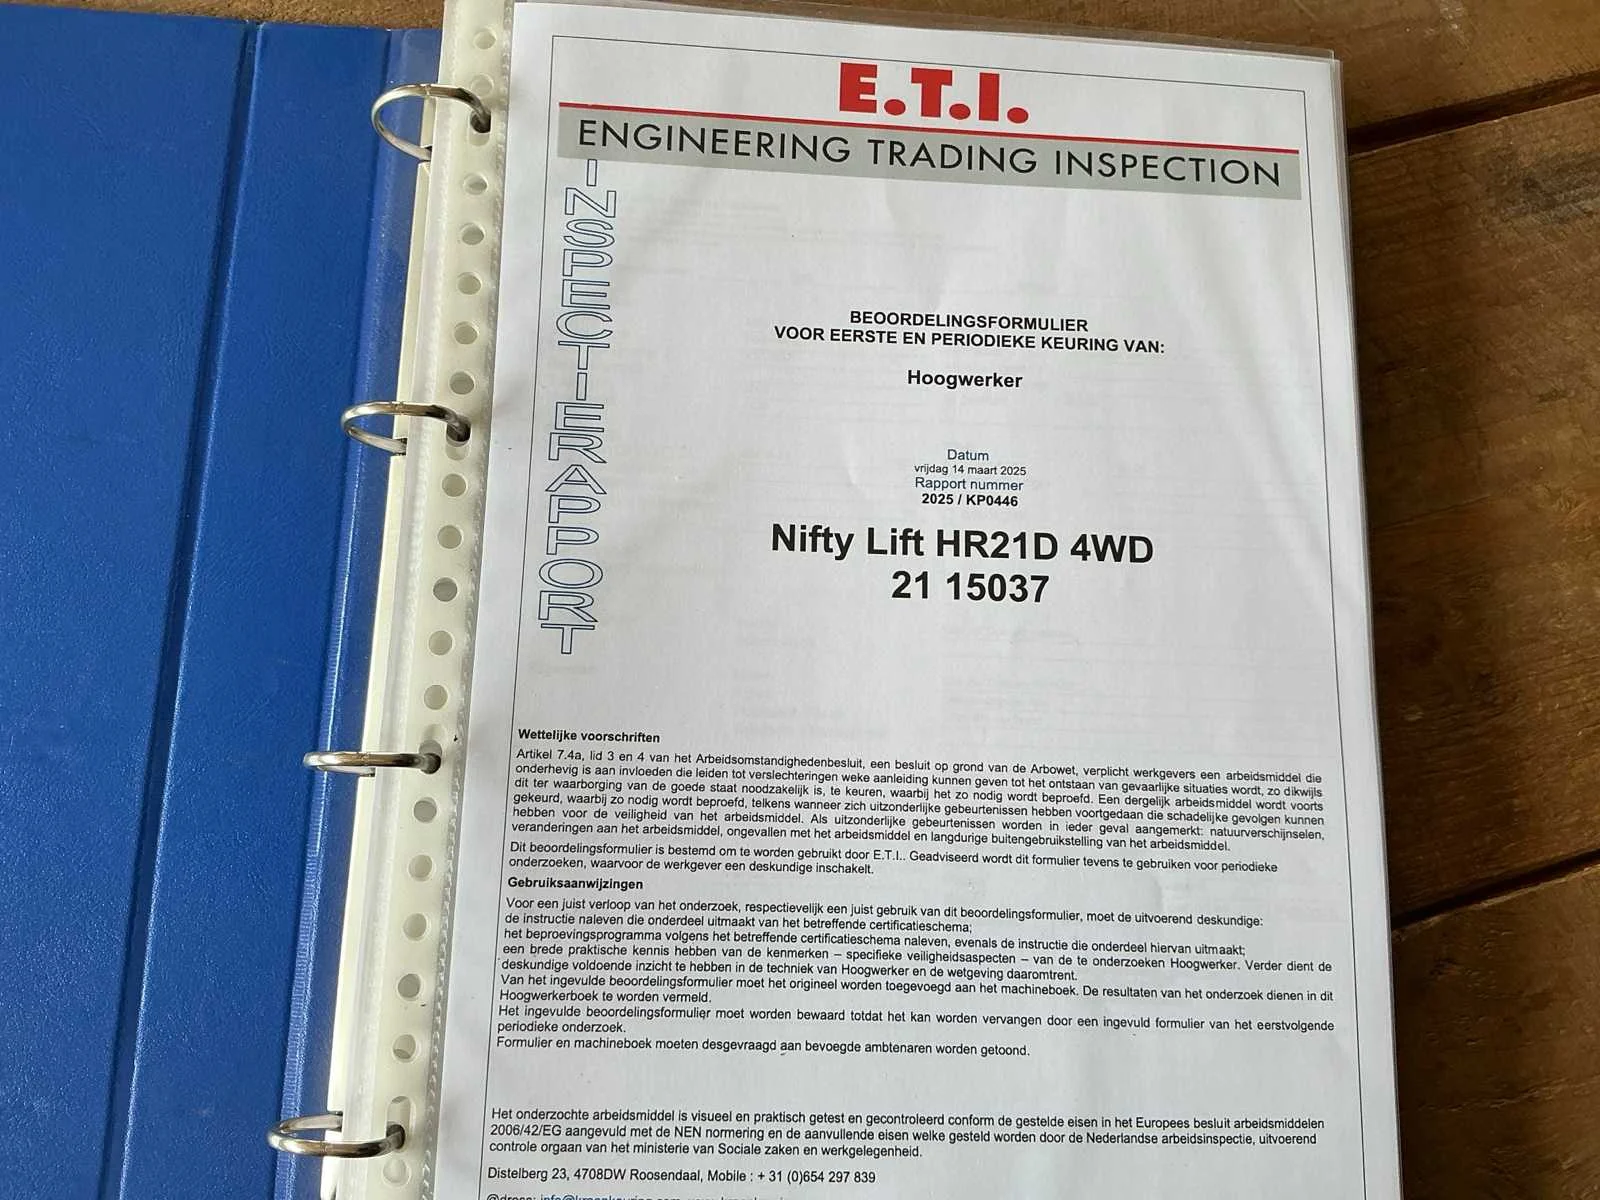 E.T.I.
ENGINEERING TRADING INSPECTION
INSPECTIERAPPORT
BEOORDELINGSFORMULIER
VOOR EERSTE EN PERIODIEKE KEURING VAN:
Hoogwerker
Datum
vrijdag 14 maart 2025
Rapport nummer
2025 / KP0446
Nifty Lift HR21D 4WD
21 15037
Wettelijke voorschriften
Artikel 7.4a, lid 3 en 4 van het Arbeidsomstandighedenbesluit, een besluit op grond van de Arbowet, verplicht werkgevers een arbeidsmiddel die
onderhevig is aan invloeden die leiden tot verslechteringen weke aanleiding kunnen geven tot het ontstaan van gevaarlijke situaties wordt, zo dikwijls
dit ter waarborging van de goede staat noodzakelijk is, te keuren, waarbij het zo nodig wordt beproefd. Een dergelijk arbeidsmiddel wordt voorts
gekeurd, waarbij zo nodig wordt beproefd, telkens wanneer zich uitzonderlijke gebeurtenissen hebben voortgedaan die schadelijke gevolgen kunnen
hebben voor de veiligheid van het arbeidsmiddel. Als uitzonderlijke gebeurtenissen worden in ieder geval aangemerkt: natuurverschijnselen,
veranderingen aan het arbeidsmiddel, ongevallen met het arbeidsmiddel en langdurige buitengebruikstelling van het arbeidsmiddel.
Dit beoordelingsformulier is bestemd om te worden gebruikt door E.T.I.. Geadviseerd wordt dit formulier tevens te gebruiken voor periodieke
onderzoeken, waarvoor de werkgever een deskundige inschakelt.
Gebruiksaanwijzingen
Voor een juist verloop van het onderzoek, respectievelijk een juist gebruik van dit beoordelingsformulier, moet de uitvoerend deskundige:
de instructie naleven die onderdeel uitmaakt van het betreffende certificatieschema;
het beproevingsprogramma volgens het betreffende certificatieschema naleven, evenals de instructie die onderdeel hiervan uitmaakt;
een brede praktische kennis hebben van de kenmerken – specifieke veiligheidsaspecten – van de te onderzoeken Hoogwerker. Verder dient de
deskundige voldoende inzicht te hebben in de techniek van Hoogwerker en de wetgeving daaromtrent.
Van het ingevulde beoordelingsformulier moet het origineel worden toegevoegd aan het machineboek. De resultaten van het onderzoek dienen in dit
Hoogwerkerboek te worden vermeld.
Het ingevulde beoordelingsformulier moet worden bewaard totdat het kan worden vervangen door een ingevuld formulier van het eerstvolgende
periodieke onderzoek.
Formulier en machineboek moeten desgevraagd aan bevoegde ambtenaren worden getoond.
Het onderzochte arbeidsmiddel is visueel en praktisch getest en gecontroleerd conform de gestelde eisen in het Europees besluit arbeidsmiddelen
2006/42/EG aangevuld met de NEN normering en de aanvullende eisen welke gesteld worden door de Nederlandse arbeidsinspectie, uitvoerend
controle orgaan van het ministerie van Sociale zaken en werkgelegenheid.
Distelberg 23, 4708DW Roosendaal, Mobile : + 31 (0)654 297 839